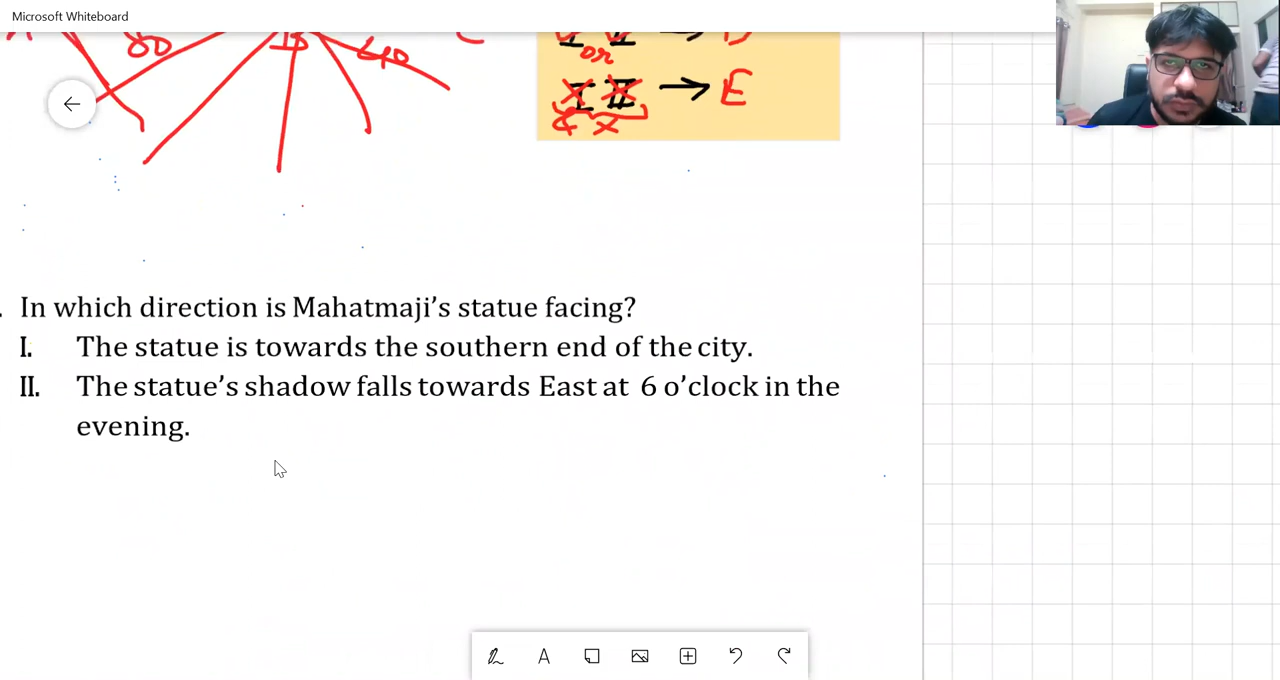 Microsoft Whiteboard
80
40
or
→ D
I II → E
. In which direction is Mahatmaji's statue facing?
I. The statue is towards the southern end of the city.
II. The statue's shadow falls towards East at 6 o'clock in the
evening.